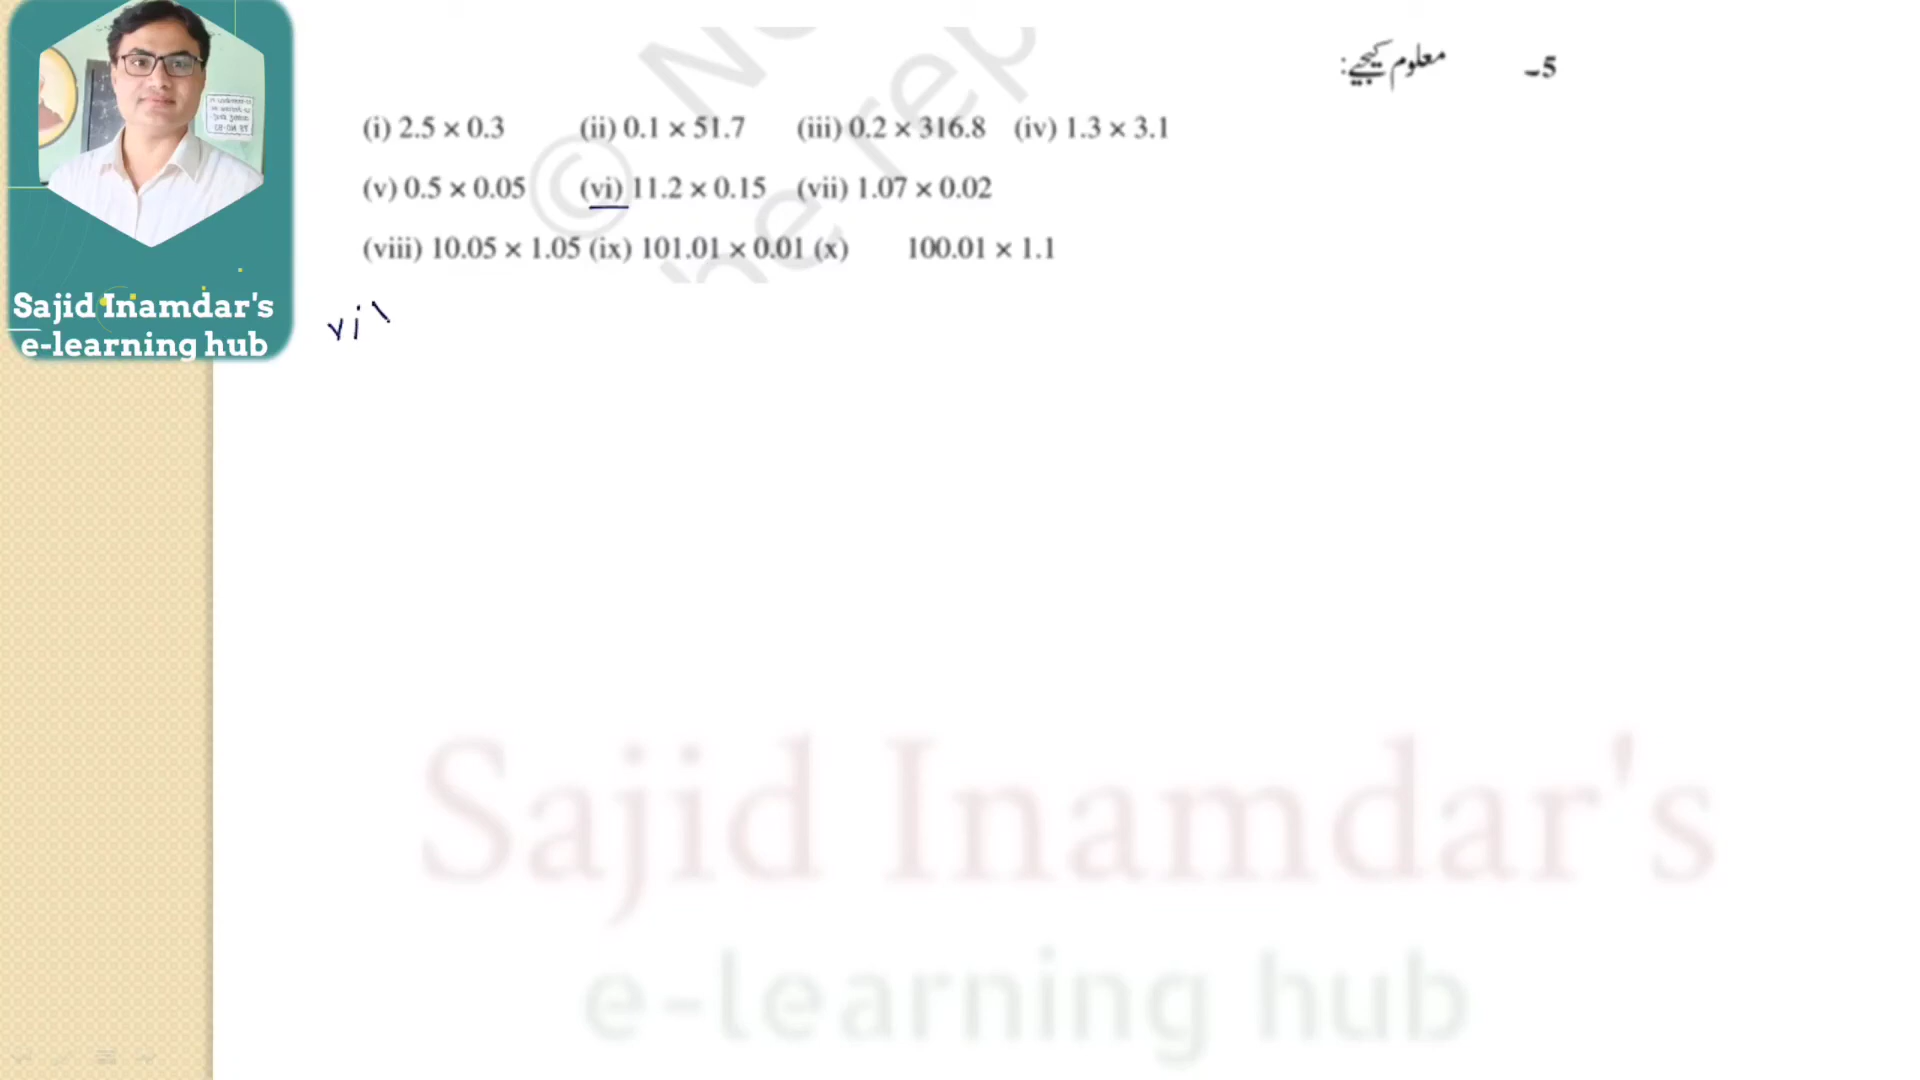 5- معلوم کیجیے:
(i) 2.5 × 0.3 (ii) 0.1 × 51.7 (iii) 0.2 × 316.8 (iv) 1.3 × 3.1
(v) 0.5 × 0.05 (vi) 11.2 × 0.15 (vii) 1.07 × 0.02
(viii) 10.05 × 1.05 (ix) 101.01 × 0.01 (x) 100.01 × 1.1
Sajid Inamdar's
e-learning hub
vi\
Sajid Inamdar's
e-learning hub